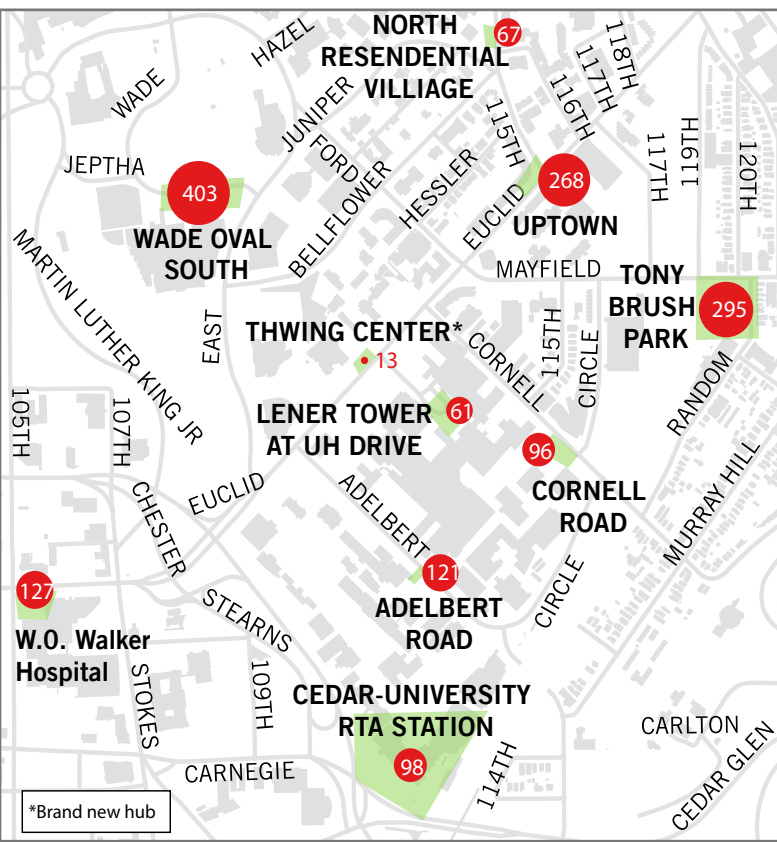 NORTH
RESENDENTIAL
VILLIAGE
67
HAZEL
118TH
117TH
116TH
WADE
JUNIPER
FORD
115TH
117TH
116TH
120TH
JEPTHA
403
WADE OVAL
SOUTH
BELLFLOWER
HESSLER
EUCLID
268
UPTOWN
MAYFIELD
TONY
BRUSH
PARK
295
MARTIN LUTHER KING JR
EAST
THWING CENTER*
13
CORNELL
115TH
CIRCLE
RANDOM
LENER TOWER
AT UH DRIVE
61
96
CORNELL
ROAD
MURRAY HILL
105TH
107TH
CHESTER
EUCLID
ADELBERT
121
ADELBERT
ROAD
CIRCLE
127
W.O. Walker
Hospital
STEARNS
STOKES
109TH
CEDAR-UNIVERSITY
RTA STATION
98
CARNEGIE
114TH
CARLTON
CEDAR GLEN
*Brand new hub